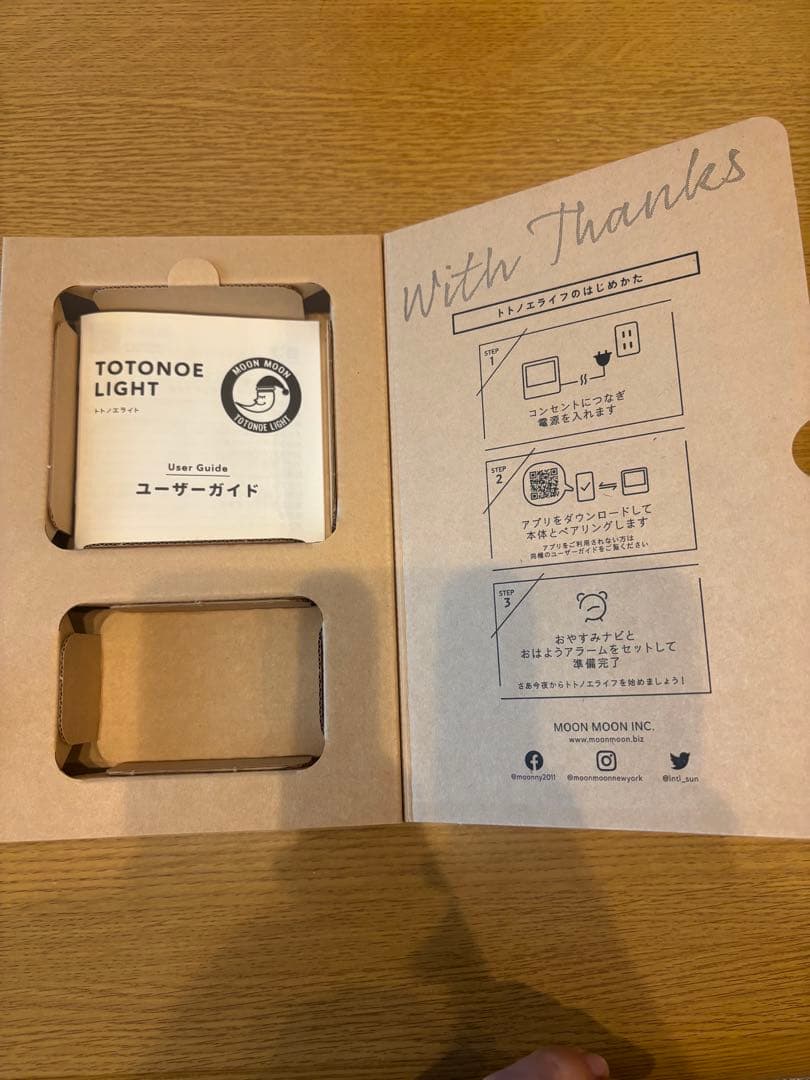 TOTONOE
LIGHT
トトノエライト
MOON MOON
TOTONOE LIGHT
User Guide
ユーザーガイド
With Thanks
トトノエライフのはじめかた
STEP
1
コンセントにつなぎ
電源を入れます
STEP
2
アプリをダウンロードして
本体とペアリングします
アプリをご利用されない方は
同梱のユーザーガイドをご覧ください
STEP
3
おやすみナビと
おはようアラームをセットして
準備完了
さあ今夜からトトノエライフを始めましょう！
MOON MOON INC.
www.moonmoon.biz
@moonny2011
@moonmoonnewyork
@inti_sun